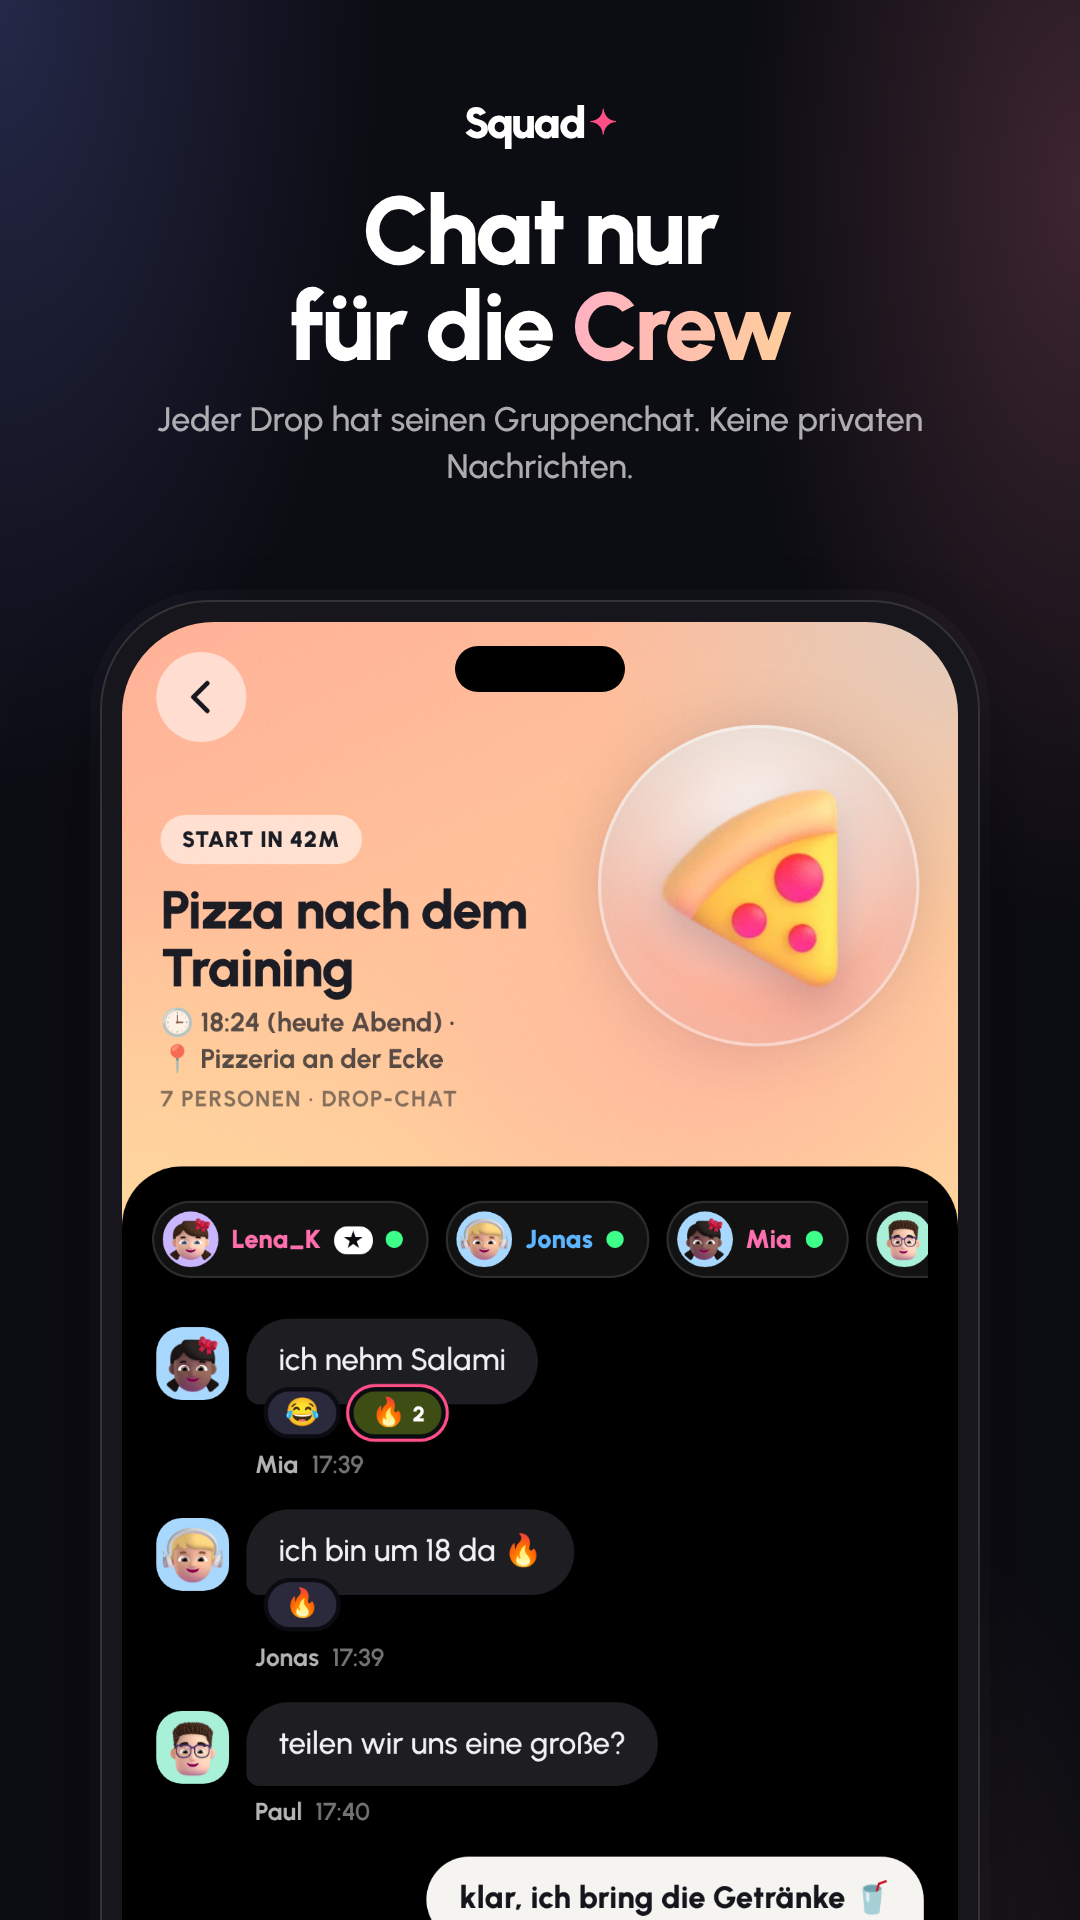 Squad
Chat nur
für die Crew
Jeder Drop hat seinen Gruppenchat. Keine privaten
Nachrichten.
START IN 42M
Pizza nach dem
Training
🕒 18:24 (heute Abend) ·
📍 Pizzeria an der Ecke
7 PERSONEN · DROP-CHAT
Lena_K ★ Jonas Mia
ich nehm Salami
😂 🔥 2
Mia 17:39
ich bin um 18 da 🔥
🔥
Jonas 17:39
teilen wir uns eine große?
Paul 17:40
klar, ich bring die Getränke 🥤